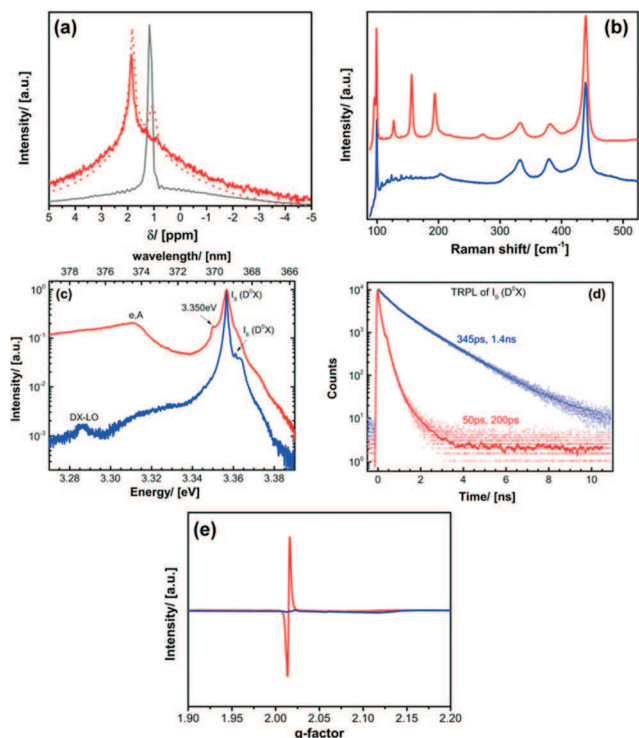 (a)
Intensity/ [a.u.]
5 4 3 2 1 0 -1 -2 -3 -4 -5
δ/ [ppm]
(b)
Intensity/ [a.u.]
100 200 300 400 500
Raman shift/ [cm-1]
wavelength/ [nm]
378 376 374 372 370 368 366
(c)
I9 (D0X)
3.350eV
e,A
I6 (D0X)
DX-LO
100
10-1
10-2
10-3
Intensity/ [a.u.]
3.28 3.30 3.32 3.34 3.36 3.38
Energy/ [eV]
TRPL of I9 (D0X)
(d)
345ps, 1.4ns
50ps, 200ps
104
103
102
101
100
Counts
0 2 4 6 8 10
Time/ [ns]
(e)
Intensity/ [a.u.]
1.90 1.95 2.00 2.05 2.10 2.15 2.20
g-factor